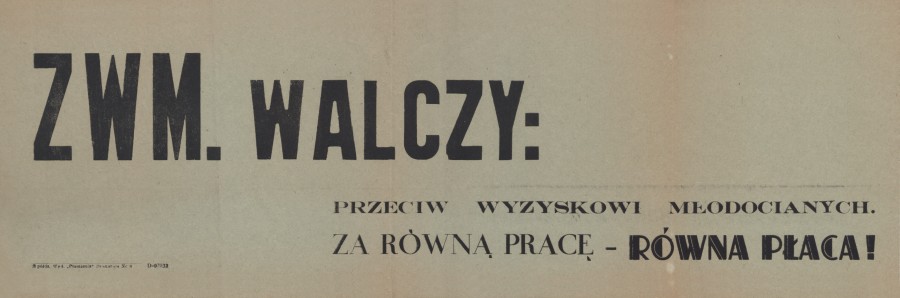 ZWM. WALCZY:
PRZECIW WYZYSKOWI MŁODOCIANYCH.
ZA RÓWNĄ PRACĘ – RÓWNA PŁACA!